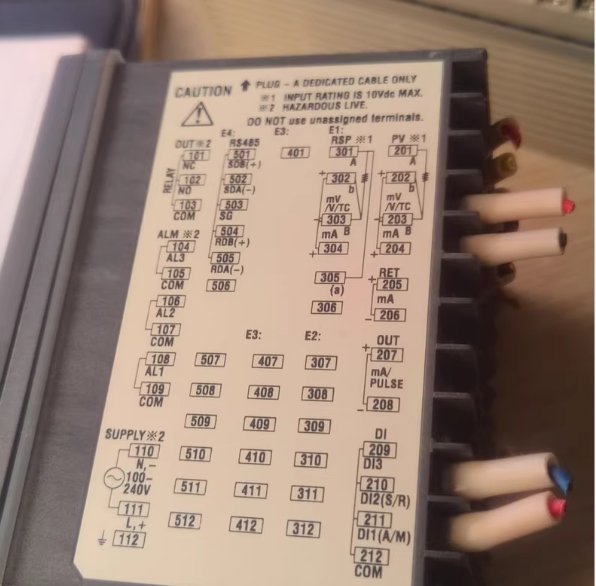 CAUTION ↑ PLUG – A DEDICATED CABLE ONLY
※1 INPUT RATING IS 10Vdc MAX.
※2 HAZARDOUS LIVE.
DO NOT use unassigned terminals.
OUT※2
RELAY
101
NC
102
NO
103
COM
ALM ※2
104
AL3
105
COM
106
AL2
107
COM
108
AL1
109
COM
SUPPLY※2
110
N, –
100–
240V
111
L, +
112
E4:
RS485
501
SDB(+)
502
SDA(–)
503
SG
504
RDB(+)
505
RDA(–)
506
507
508
509
510
511
512
E3:
401
E3:
407
408
409
410
411
412
E1:
RSP ※1
301
A
+
302
b
mV
/V/TC
–
303
B
mA
+
304
305
(a)
306
E2:
307
308
309
310
311
312
PV ※1
201
A
+
202
b
mV
/V/TC
–
203
B
mA
+
204
RET
+
205
mA
–
206
OUT
+
207
mA/
PULSE
–
208
DI
209
DI3
210
DI2(S/R)
211
DI1(A/M)
212
COM